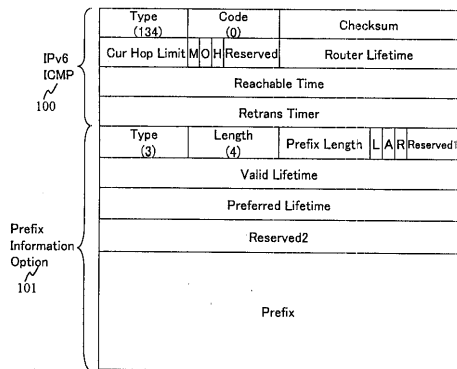 Type
(134)
Code
(0)
Checksum
Cur Hop Limit
M
O
H
Reserved
Router Lifetime
Reachable Time
Retrans Timer
IPv6
ICMP
100
Type
(3)
Length
(4)
Prefix Length
L
A
R
Reserved1
Valid Lifetime
Preferred Lifetime
Reserved2
Prefix
Prefix
Information
Option
101